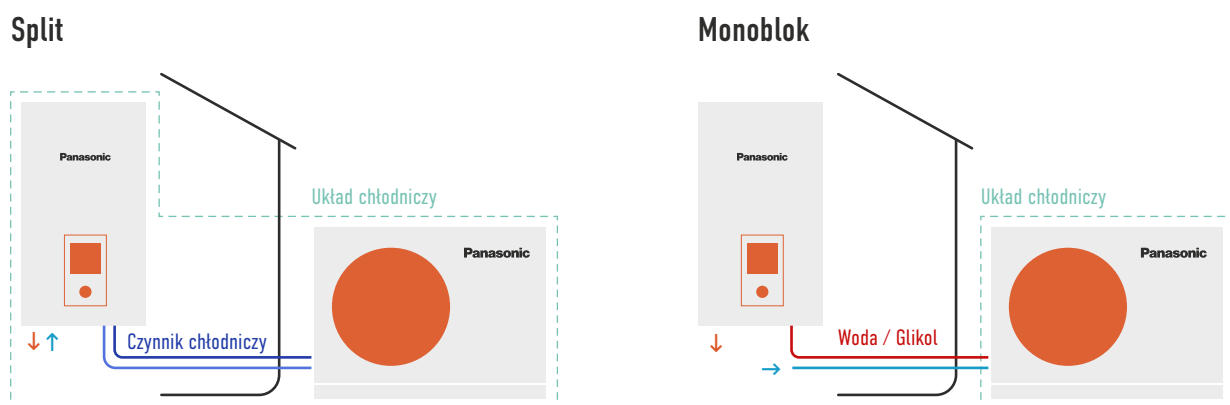 Split
Monoblok
Panasonic
Panasonic
Układ chłodniczy
Układ chłodniczy
Panasonic
Panasonic
Czynnik chłodniczy
Woda / Glikol